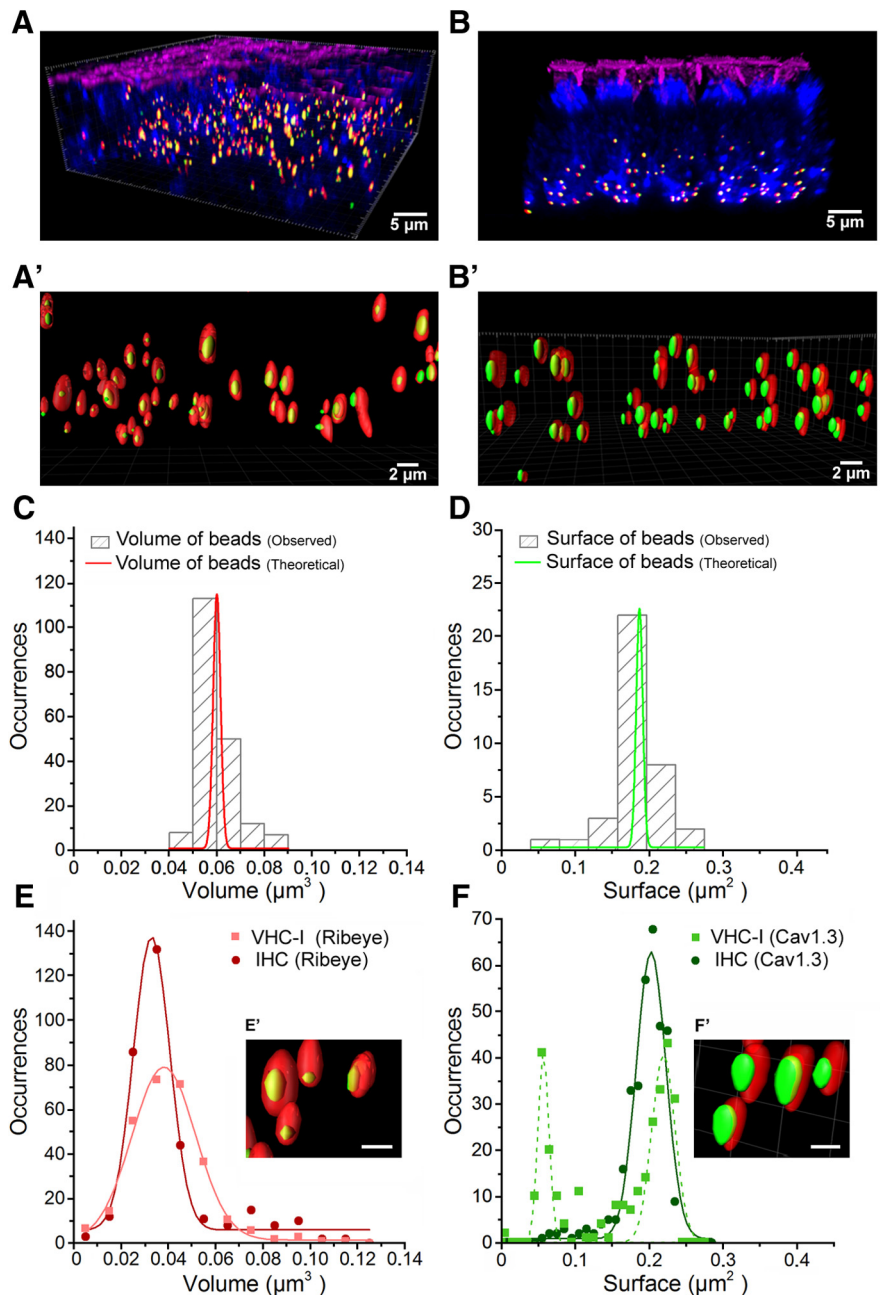 A
B
5 µm
5 µm
A’
B’
2 µm
2 µm
C
D
140
120
100
80
60
40
20
0
Occurrences
Volume of beads (Observed)
Volume of beads (Theoretical)
0 0.02 0.04 0.06 0.08 0.10 0.12 0.14
Volume (µm³)
30
25
20
15
10
5
0
Occurrences
Surface of beads (Observed)
Surface of beads (Theoretical)
0 0.1 0.2 0.3 0.4
Surface (µm²)
E
F
140
120
100
80
60
40
20
0
Occurrences
VHC-I (Ribeye)
IHC (Ribeye)
E’
0 0.02 0.04 0.06 0.08 0.10 0.12 0.14
Volume (µm³)
70
60
50
40
30
20
10
0
Occurrences
VHC-I (Cav1.3)
IHC (Cav1.3)
F’
0 0.1 0.2 0.3 0.4
Surface (µm²)